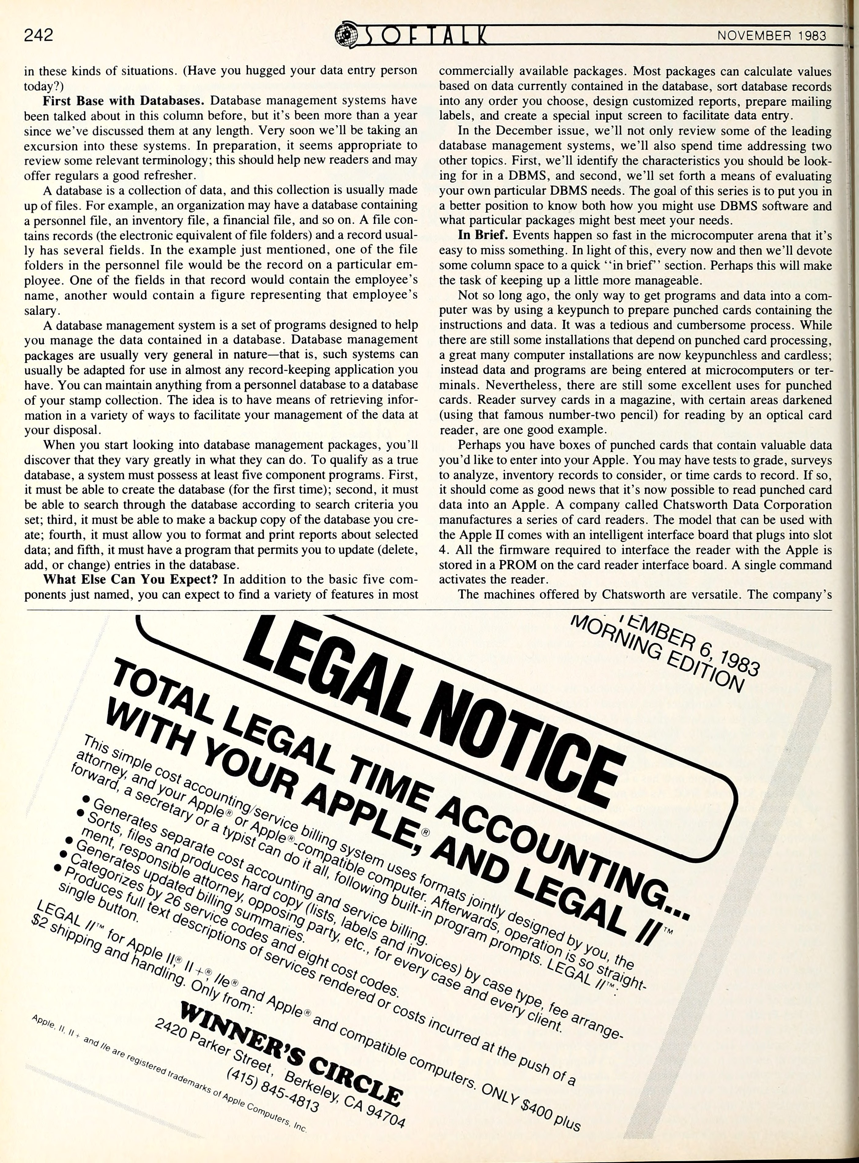 242
SOFTALK
NOVEMBER 1983
in these kinds of situations. (Have you hugged your data entry person
today?)
First Base with Databases. Database management systems have
been talked about in this column before, but it's been more than a year
since we've discussed them at any length. Very soon we'll be taking an
excursion into these systems. In preparation, it seems appropriate to
review some relevant terminology; this should help new readers and may
offer regulars a good refresher.
A database is a collection of data, and this collection is usually made
up of files. For example, an organization may have a database containing
a personnel file, an inventory file, a financial file, and so on. A file con-
tains records (the electronic equivalent of file folders) and a record usual-
ly has several fields. In the example just mentioned, one of the file
folders in the personnel file would be the record on a particular em-
ployee. One of the fields in that record would contain the employee's
name, another would contain a figure representing that employee's
salary.
A database management system is a set of programs designed to help
you manage the data contained in a database. Database management
packages are usually very general in nature—that is, such systems can
usually be adapted for use in almost any record-keeping application you
have. You can maintain anything from a personnel database to a database
of your stamp collection. The idea is to have means of retrieving infor-
mation in a variety of ways to facilitate your management of the data at
your disposal.
When you start looking into database management packages, you'll
discover that they vary greatly in what they can do. To qualify as a true
database, a system must possess at least five component programs. First,
it must be able to create the database (for the first time); second, it must
be able to search through the database according to search criteria you
set; third, it must be able to make a backup copy of the database you cre-
ate; fourth, it must allow you to format and print reports about selected
data; and fifth, it must have a program that permits you to update (delete,
add, or change) entries in the database.
What Else Can You Expect? In addition to the basic five com-
ponents just named, you can expect to find a variety of features in most
commercially available packages. Most packages can calculate values
based on data currently contained in the database, sort database records
into any order you choose, design customized reports, prepare mailing
labels, and create a special input screen to facilitate data entry.
In the December issue, we'll not only review some of the leading
database management systems, we'll also spend time addressing two
other topics. First, we'll identify the characteristics you should be look-
ing for in a DBMS, and second, we'll set forth a means of evaluating
your own particular DBMS needs. The goal of this series is to put you in
a better position to know both how you might use DBMS software and
what particular packages might best meet your needs.
In Brief. Events happen so fast in the microcomputer arena that it's
easy to miss something. In light of this, every now and then we'll devote
some column space to a quick "in brief" section. Perhaps this will make
the task of keeping up a little more manageable.
Not so long ago, the only way to get programs and data into a com-
puter was by using a keypunch to prepare punched cards containing the
instructions and data. It was a tedious and cumbersome process. While
there are still some installations that depend on punched card processing,
a great many computer installations are now keypunchless and cardless;
instead data and programs are being entered at microcomputers or ter-
minals. Nevertheless, there are still some excellent uses for punched
cards. Reader survey cards in a magazine, with certain areas darkened
(using that famous number-two pencil) for reading by an optical card
reader, are one good example.
Perhaps you have boxes of punched cards that contain valuable data
you'd like to enter into your Apple. You may have tests to grade, surveys
to analyze, inventory records to consider, or time cards to record. If so,
it should come as good news that it's now possible to read punched card
data into an Apple. A company called Chatsworth Data Corporation
manufactures a series of card readers. The model that can be used with
the Apple II comes with an intelligent interface board that plugs into slot
4. All the firmware required to interface the reader with the Apple is
stored in a PROM on the card reader interface board. A single command
activates the reader.
The machines offered by Chatsworth are versatile. The company's
TEMBER 6, 1983
MORNING EDITION
LEGAL NOTICE
TOTAL LEGAL TIME ACCOUNTING...
WITH YOUR APPLE,® AND LEGAL II™
This simple cost accounting/service billing system uses formats jointly designed by you, the
attorney, and your Apple® or Apple®-compatible computer. Afterwards, operation is so straight-
forward, a secretary or a typist can do it all, following built-in program prompts. LEGAL II™:
• Generates separate cost accounting and service billing.
• Sorts, files and produces hard copy (lists, labels and invoices) by case type, fee arrange-
ment, responsible attorney, opposing party, etc., for every case and every client.
• Generates updated billing summaries.
• Categorizes by 26 service codes and eight cost codes.
• Produces full text descriptions of services rendered or costs incurred at the push of a
single button.
LEGAL II™ for Apple II® II+®, IIe® and Apple® and compatible computers. ONLY $400 plus
$2 shipping and handling. Only from:
WINNER'S CIRCLE
2420 Parker Street, Berkeley, CA 94704
(415) 845-4813
Apple, II, II+ and IIe are registered trademarks of Apple Computers, Inc.